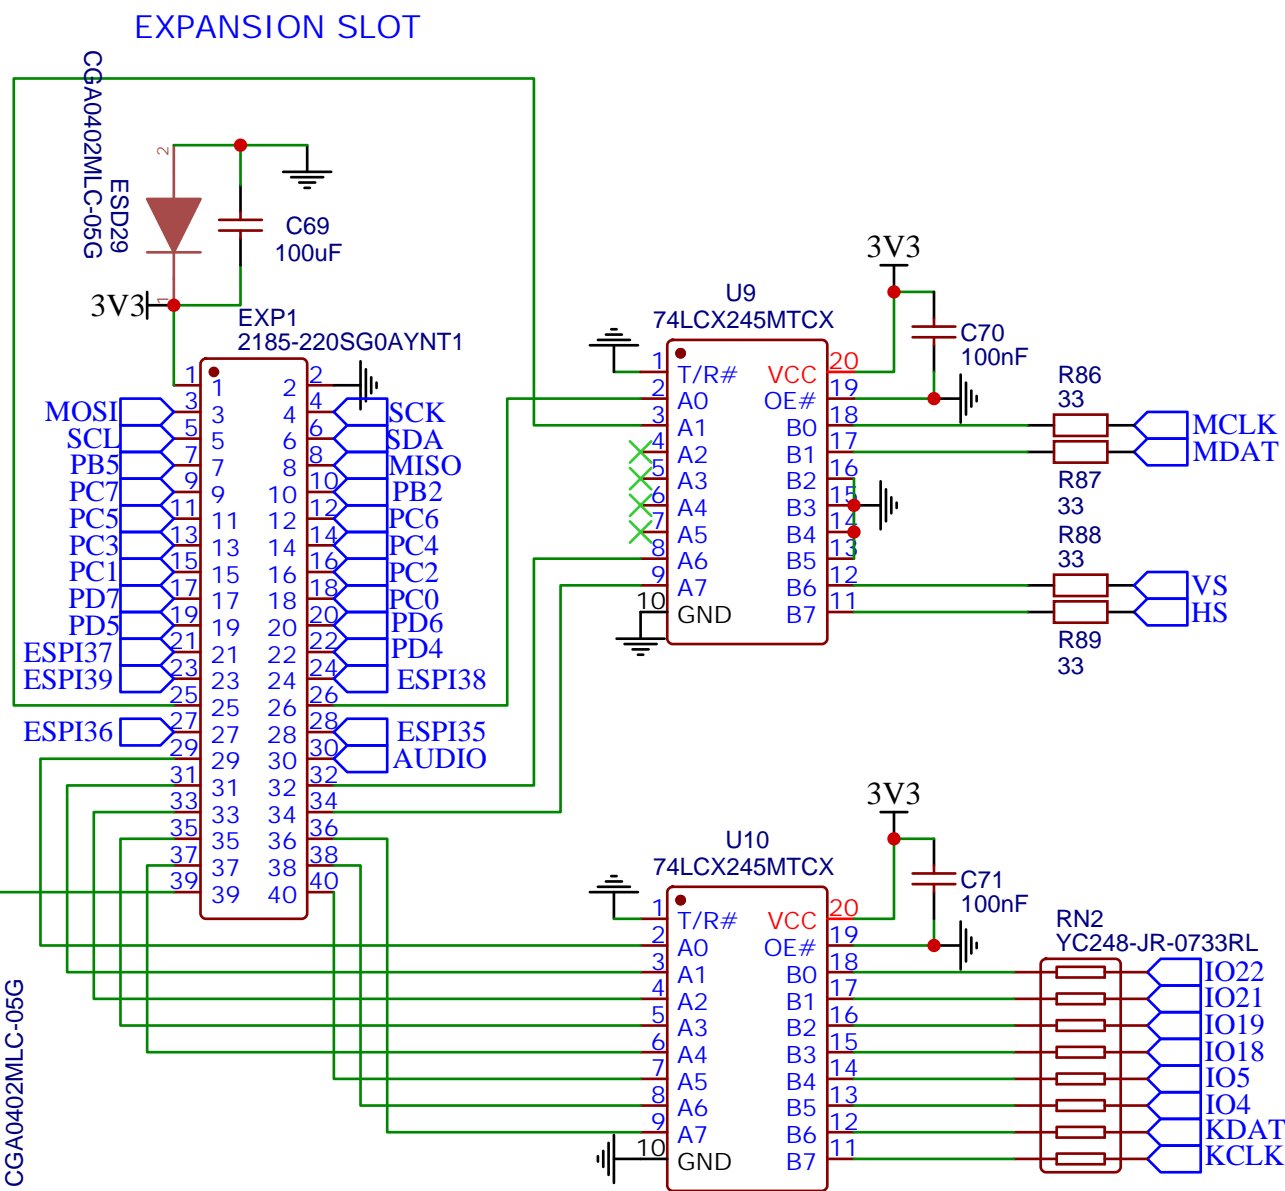 EXPANSION SLOT
CGA0402MLC-05G
ESD29
2
1
C69
100uF
3V3
EXP1
2185-220SG0AYNT1
1 1 2 2
MOSI 3 3 4 4 SCK
SCL 5 5 6 6 SDA
PB5 7 7 8 8 MISO
PC7 9 9 10 10 PB2
PC5 11 11 12 12 PC6
PC3 13 13 14 14 PC4
PC1 15 15 16 16 PC2
PD7 17 17 18 18 PC0
PD5 19 19 20 20 PD6
ESPI37 21 21 22 22 PD4
ESPI39 23 23 24 24 ESPI38
25 25 26 26
ESPI36 27 27 28 28 ESPI35
29 29 30 30 AUDIO
31 31 32 32
33 33 34 34
35 35 36 36
37 37 38 38
39 39 40 40
CGA0402MLC-05G
3V3
U9
74LCX245MTCX
C70
100nF
1 T/R# VCC 20
2 A0 OE# 19
3 A1 B0 18
4 A2 B1 17
5 A3 B2 16
6 A4 B3 15
7 A5 B4 14
8 A6 B5 13
9 A7 B6 12
10 GND B7 11
R86
33
MCLK
MDAT
R87
33
R88
33
VS
HS
R89
33
3V3
U10
74LCX245MTCX
C71
100nF
1 T/R# VCC 20
2 A0 OE# 19
3 A1 B0 18
4 A2 B1 17
5 A3 B2 16
6 A4 B3 15
7 A5 B4 14
8 A6 B5 13
9 A7 B6 12
10 GND B7 11
RN2
YC248-JR-0733RL
IO22
IO21
IO19
IO18
IO5
IO4
KDAT
KCLK